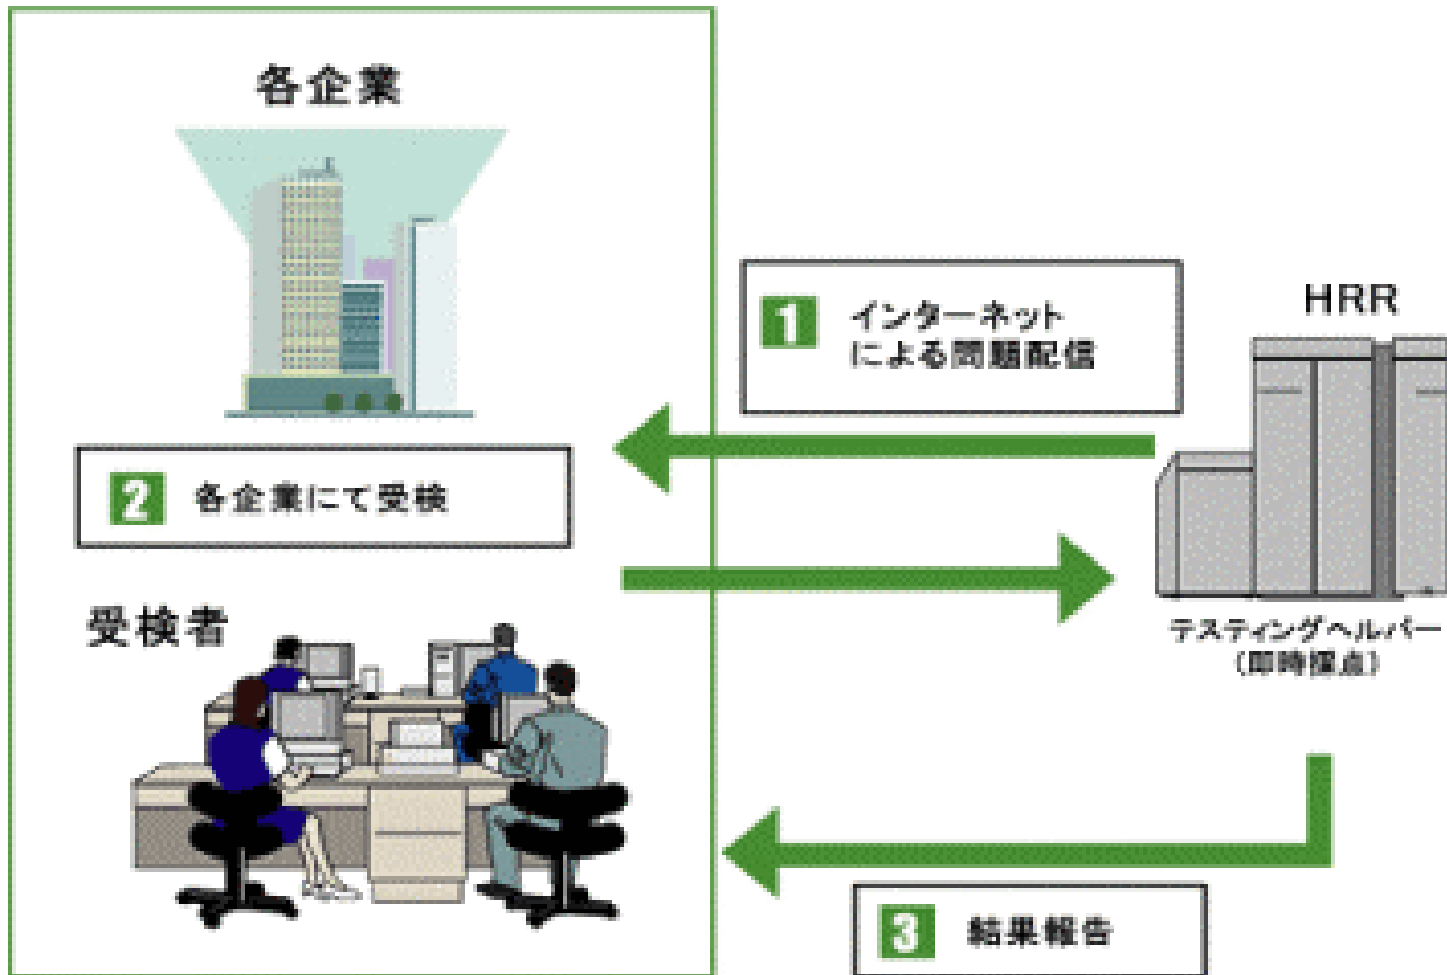 各企業
1 インターネット
による問題配信
HRR
2 各企業にて受検
受検者
テスティングヘルパー
(即時採点)
3 結果報告